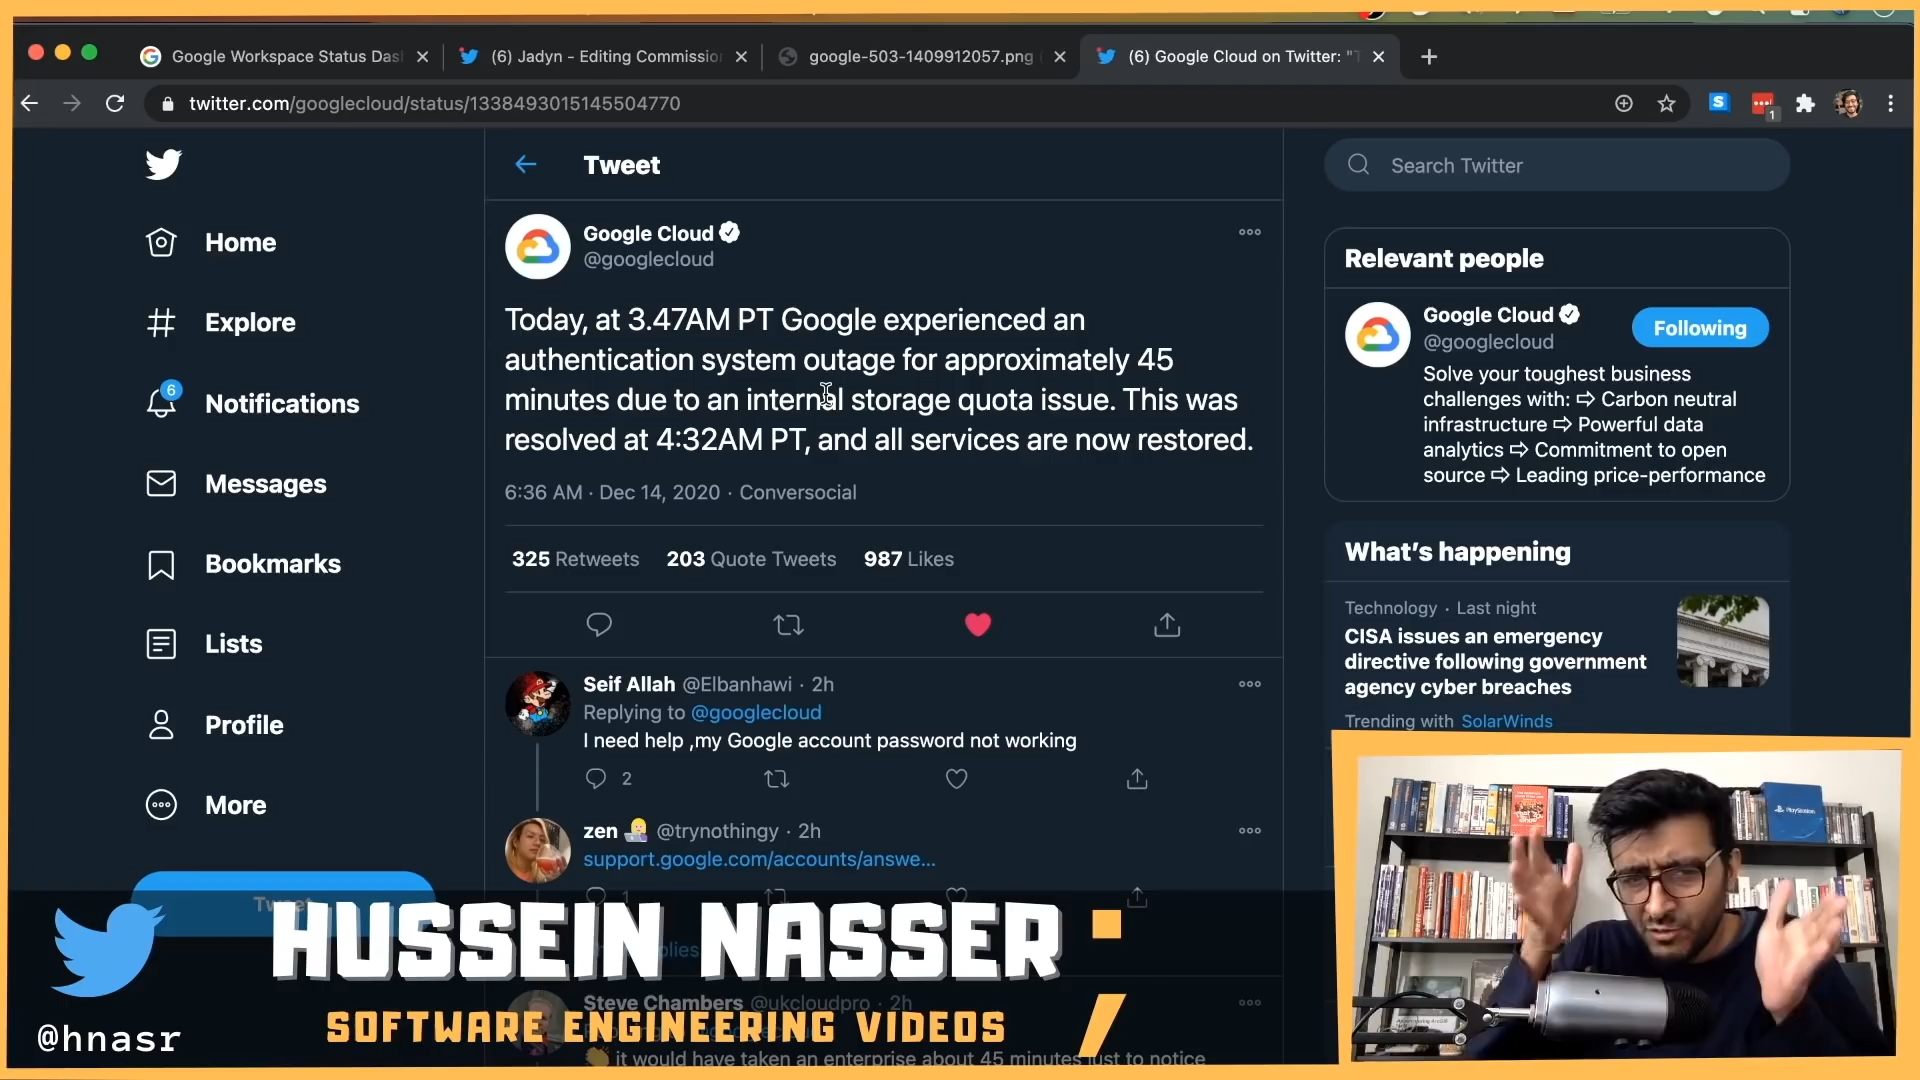 Google Workspace Status Das
(6) Jadyn - Editing Commission
google-503-1409912057.png
(6) Google Cloud on Twitter: "T
twitter.com/googlecloud/status/1338493015145504770
S
1
Tweet
Search Twitter
Home
Explore
6
Notifications
Messages
Bookmarks
Lists
Profile
More
Google Cloud
@googlecloud
Today, at 3.47AM PT Google experienced an
authentication system outage for approximately 45
minutes due to an internal storage quota issue. This was
resolved at 4:32AM PT, and all services are now restored.
6:36 AM · Dec 14, 2020 · Conversocial
325 Retweets 203 Quote Tweets 987 Likes
Seif Allah @Elbanhawi · 2h
Replying to @googlecloud
I need help ,my Google account password not working
2
zen @trynothingy · 2h
support.google.com/accounts/answe...
1
plies
Steve Chambers @ukcloudpro · 2h
it would have taken an enterprise about 45 minutes just to notice
Relevant people
Google Cloud
@googlecloud
Following
Solve your toughest business
challenges with: ⇨ Carbon neutral
infrastructure ⇨ Powerful data
analytics ⇨ Commitment to open
source ⇨ Leading price-performance
What's happening
Technology · Last night
CISA issues an emergency
directive following government
agency cyber breaches
Trending with SolarWinds
Tweet
HUSSEIN NASSER
SOFTWARE ENGINEERING VIDEOS
@hnasr
PlayStation